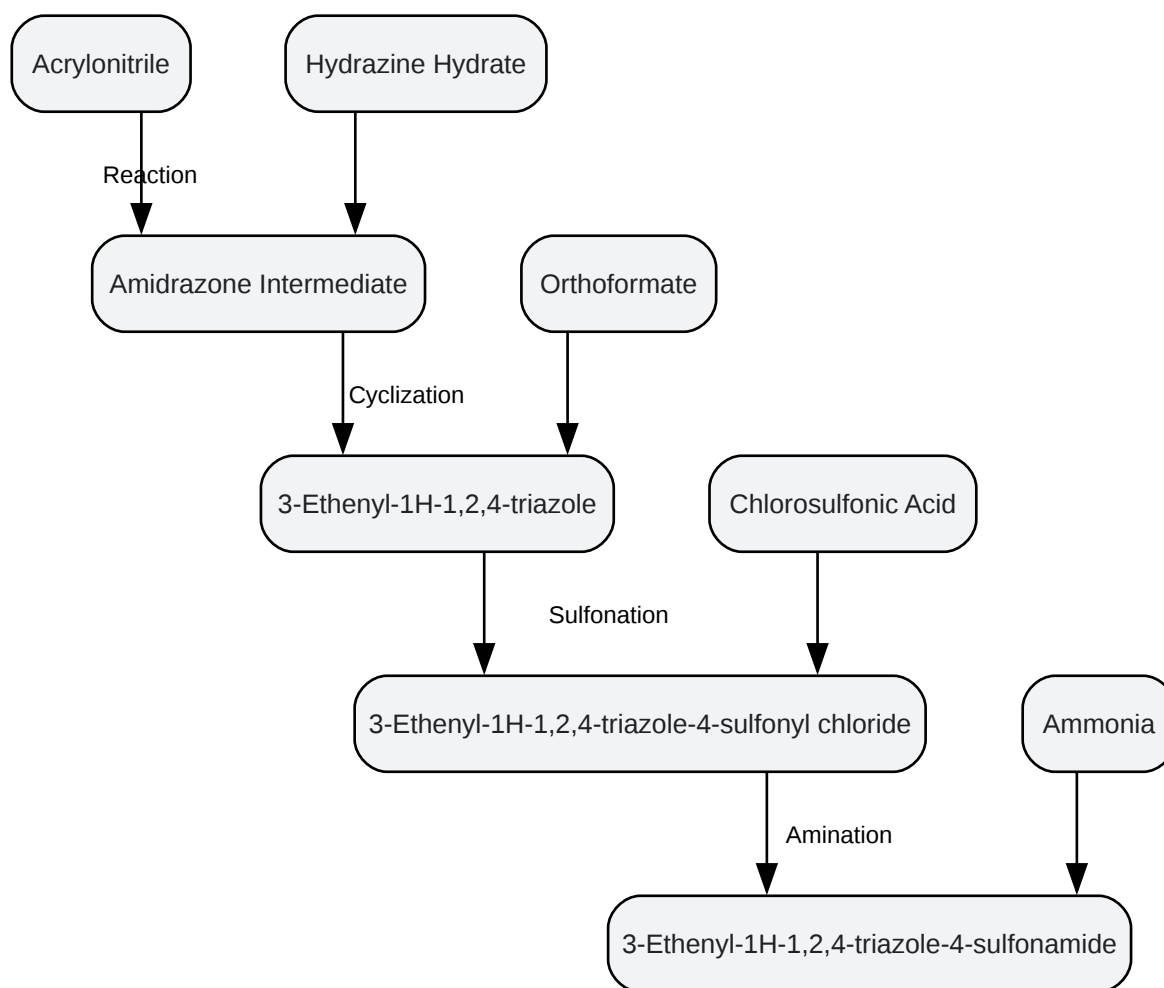 Acrylonitrile
Hydrazine Hydrate
Reaction
Amidrazone Intermediate
Orthoformate
Cyclization
3-Ethenyl-1H-1,2,4-triazole
Chlorosulfonic Acid
Sulfonation
3-Ethenyl-1H-1,2,4-triazole-4-sulfonyl chloride
Ammonia
Amination
3-Ethenyl-1H-1,2,4-triazole-4-sulfonamide